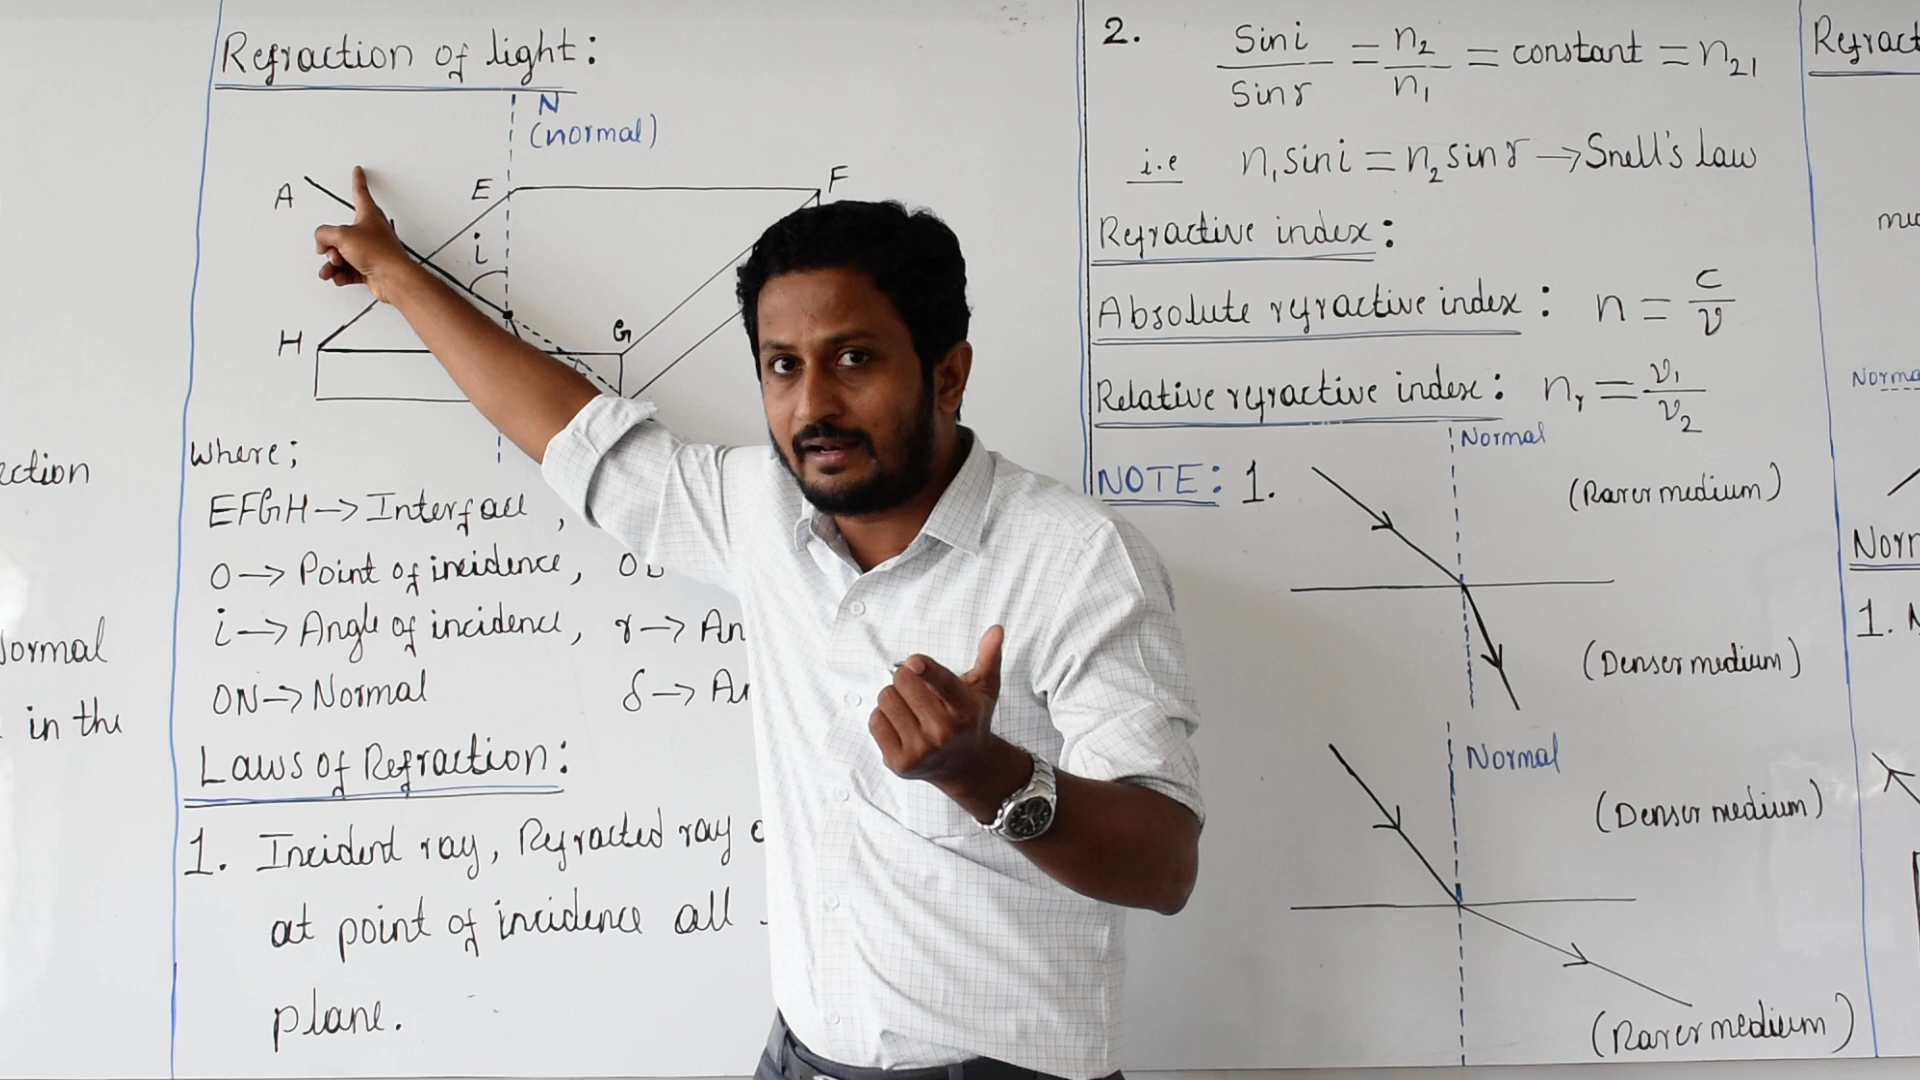 ection
Normal
in the
Refraction of light:
N
(normal)
A
E
F
i
H
G
Where;
EFGH → Interface ,
O → Point of incidence,
i → Angle of incidence, r →
ON → Normal δ →
Laws of Refraction:
1. Incident ray, Refracted ray
at point of incidence all
plane.
2. Sin i / Sin r = n₂ / n₁ = constant = n₂₁
i.e n₁ sin i = n₂ sin r → Snell's law
Refractive index:
Absolute refractive index: n = c / v
Relative refractive index: nᵣ = v₁ / v₂
NOTE: 1.
Normal
(Rarer medium)
(Denser medium)
Normal
(Denser medium)
(Rarer medium)
Refract
Norma
Norm
1.